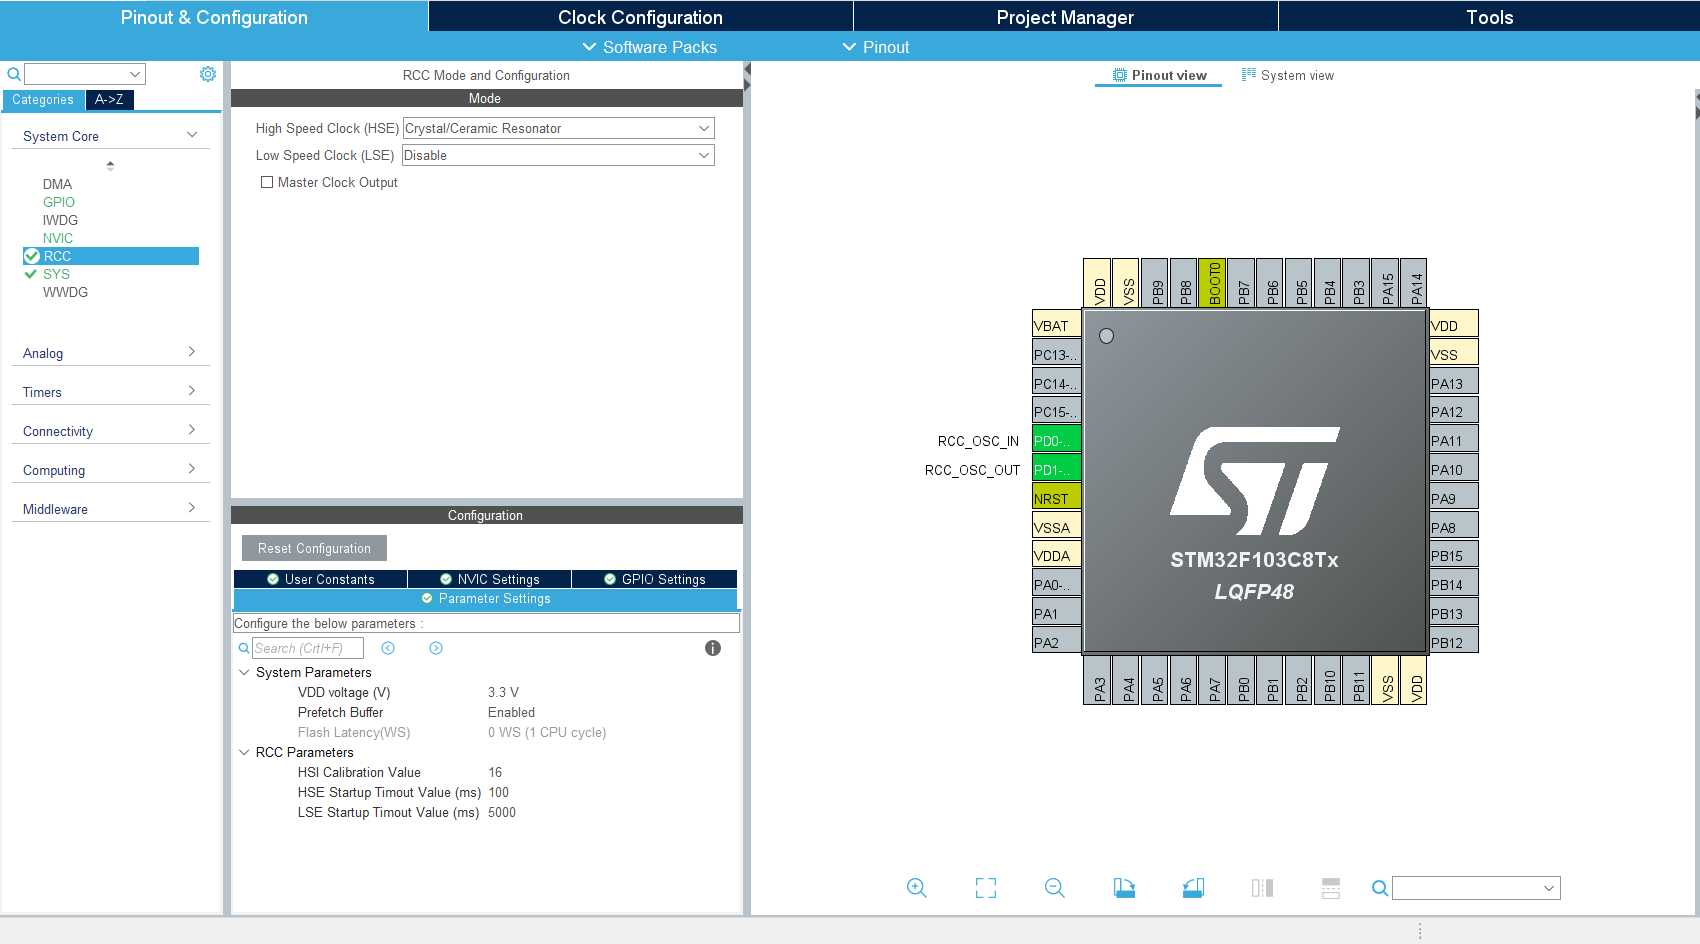 Pinout & Configuration
Clock Configuration
Project Manager
Tools
Software Packs
Pinout
Categories
A->Z
System Core
DMA
GPIO
IWDG
NVIC
RCC
SYS
WWDG
Analog
Timers
Connectivity
Computing
Middleware
RCC Mode and Configuration
Mode
High Speed Clock (HSE) Crystal/Ceramic Resonator
Low Speed Clock (LSE) Disable
Master Clock Output
Configuration
Reset Configuration
User Constants
NVIC Settings
GPIO Settings
Parameter Settings
Configure the below parameters :
Search (Crtl+F)
System Parameters
VDD voltage (V) 3.3 V
Prefetch Buffer Enabled
Flash Latency(WS) 0 WS (1 CPU cycle)
RCC Parameters
HSI Calibration Value 16
HSE Startup Timout Value (ms) 100
LSE Startup Timout Value (ms) 5000
Pinout view
System view
VDD
VSS
PB9
PB8
BOOT0
PB7
PB6
PB5
PB4
PB3
PA15
PA14
VBAT
PC13-..
PC14-..
PC15-..
RCC_OSC_IN PD0-..
RCC_OSC_OUT PD1-..
NRST
VSSA
VDDA
PA0-..
PA1
PA2
ST
STM32F103C8Tx
LQFP48
VDD
VSS
PA13
PA12
PA11
PA10
PA9
PA8
PB15
PB14
PB13
PB12
PA3
PA4
PA5
PA6
PA7
PB0
PB1
PB2
PB10
PB11
VSS
VDD